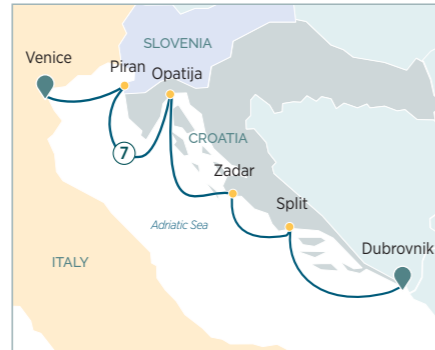 SLOVENIA
Venice
Piran
Opatija
CROATIA
7
Zadar
Split
Adriatic Sea
Dubrovnik
ITALY